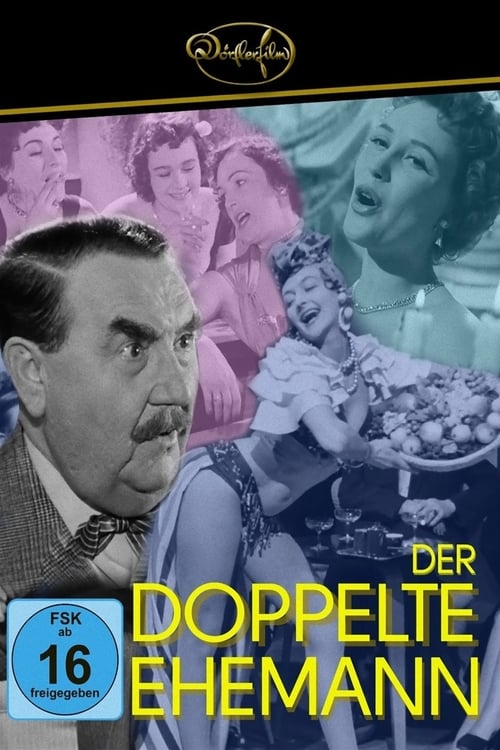 Dörflerfilm
DER
DOPPELTE
EHEMANN
FSK
ab
16
freigegeben